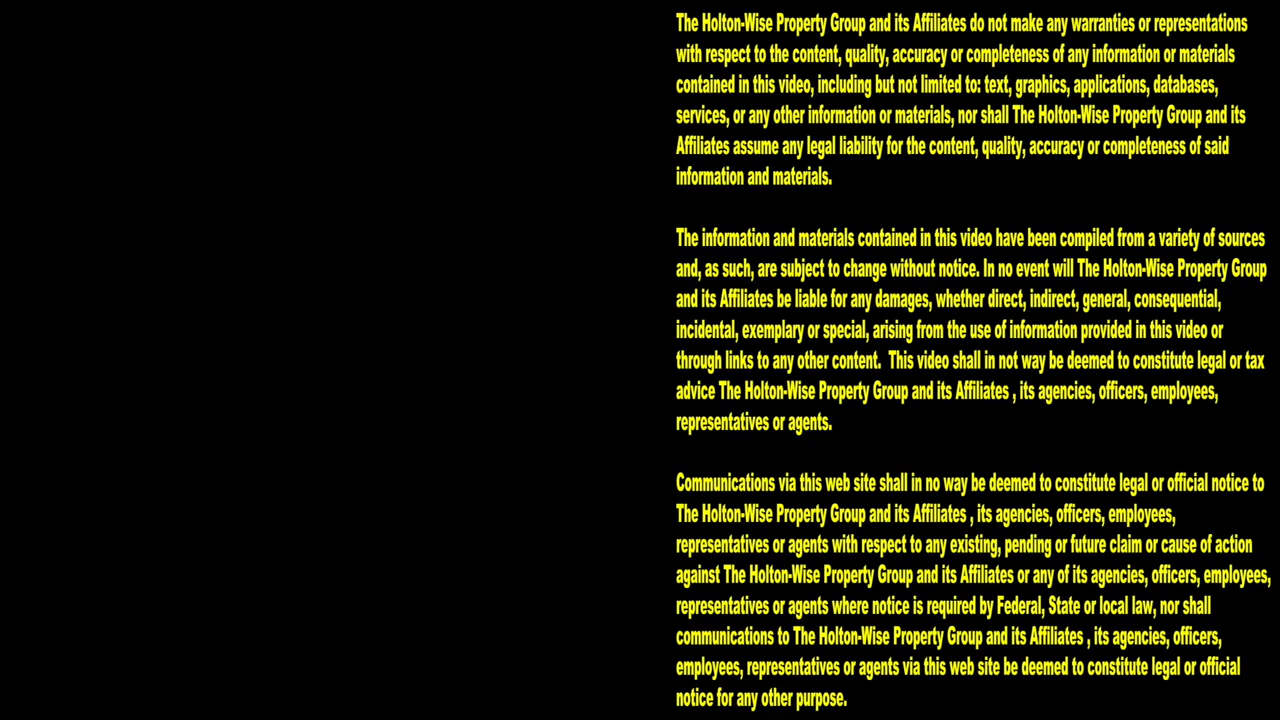 The Holton-Wise Property Group and its Affiliates do not make any warranties or representations
with respect to the content, quality, accuracy or completeness of any information or materials
contained in this video, including but not limited to: text, graphics, applications, databases,
services, or any other information or materials, nor shall The Holton-Wise Property Group and its
Affiliates assume any legal liability for the content, quality, accuracy or completeness of said
information and materials.
The information and materials contained in this video have been compiled from a variety of sources
and, as such, are subject to change without notice. In no event will The Holton-Wise Property Group
and its Affiliates be liable for any damages, whether direct, indirect, general, consequential,
incidental, exemplary or special, arising from the use of information provided in this video or
through links to any other content.  This video shall in not way be deemed to constitute legal or tax
advice The Holton-Wise Property Group and its Affiliates , its agencies, officers, employees,
representatives or agents.
Communications via this web site shall in no way be deemed to constitute legal or official notice to
The Holton-Wise Property Group and its Affiliates , its agencies, officers, employees,
representatives or agents with respect to any existing, pending or future claim or cause of action
against The Holton-Wise Property Group and its Affiliates or any of its agencies, officers, employees,
representatives or agents where notice is required by Federal, State or local law, nor shall
communications to The Holton-Wise Property Group and its Affiliates , its agencies, officers,
employees, representatives or agents via this web site be deemed to constitute legal or official
notice for any other purpose.